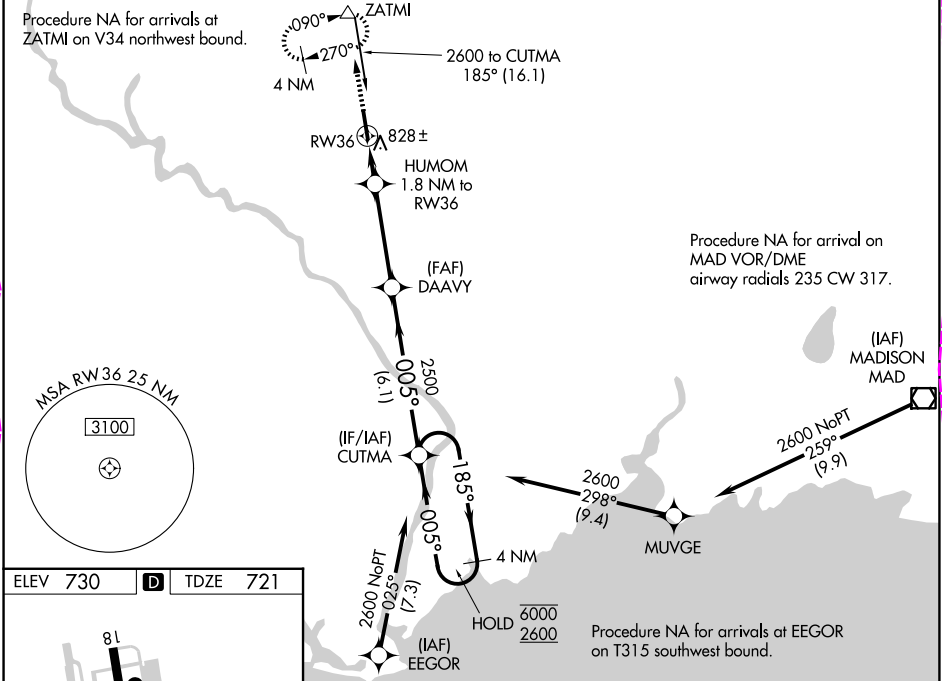 Procedure NA for arrivals at
ZATMI on V34 northwest bound.
ZATMI
090°
270°
4 NM
2600 to CUTMA
185° (16.1)
RW36
828±
HUMOM
1.8 NM to
RW36
(FAF)
DAAVY
Procedure NA for arrival on
MAD VOR/DME
airway radials 235 CW 317.
(IAF)
MADISON
MAD
2600 NoPT
259°
(9.9)
2500
005°
(6.1)
MSA RW36 25 NM
3100
(IF/IAF)
CUTMA
185°
005°
4 NM
2600
298°
(9.4)
MUVGE
2600 NoPT
025°
(7.3)
HOLD
6000
2600
(IAF)
EEGOR
Procedure NA for arrivals at EEGOR
on T315 southwest bound.
ELEV 730 D TDZE 721
18